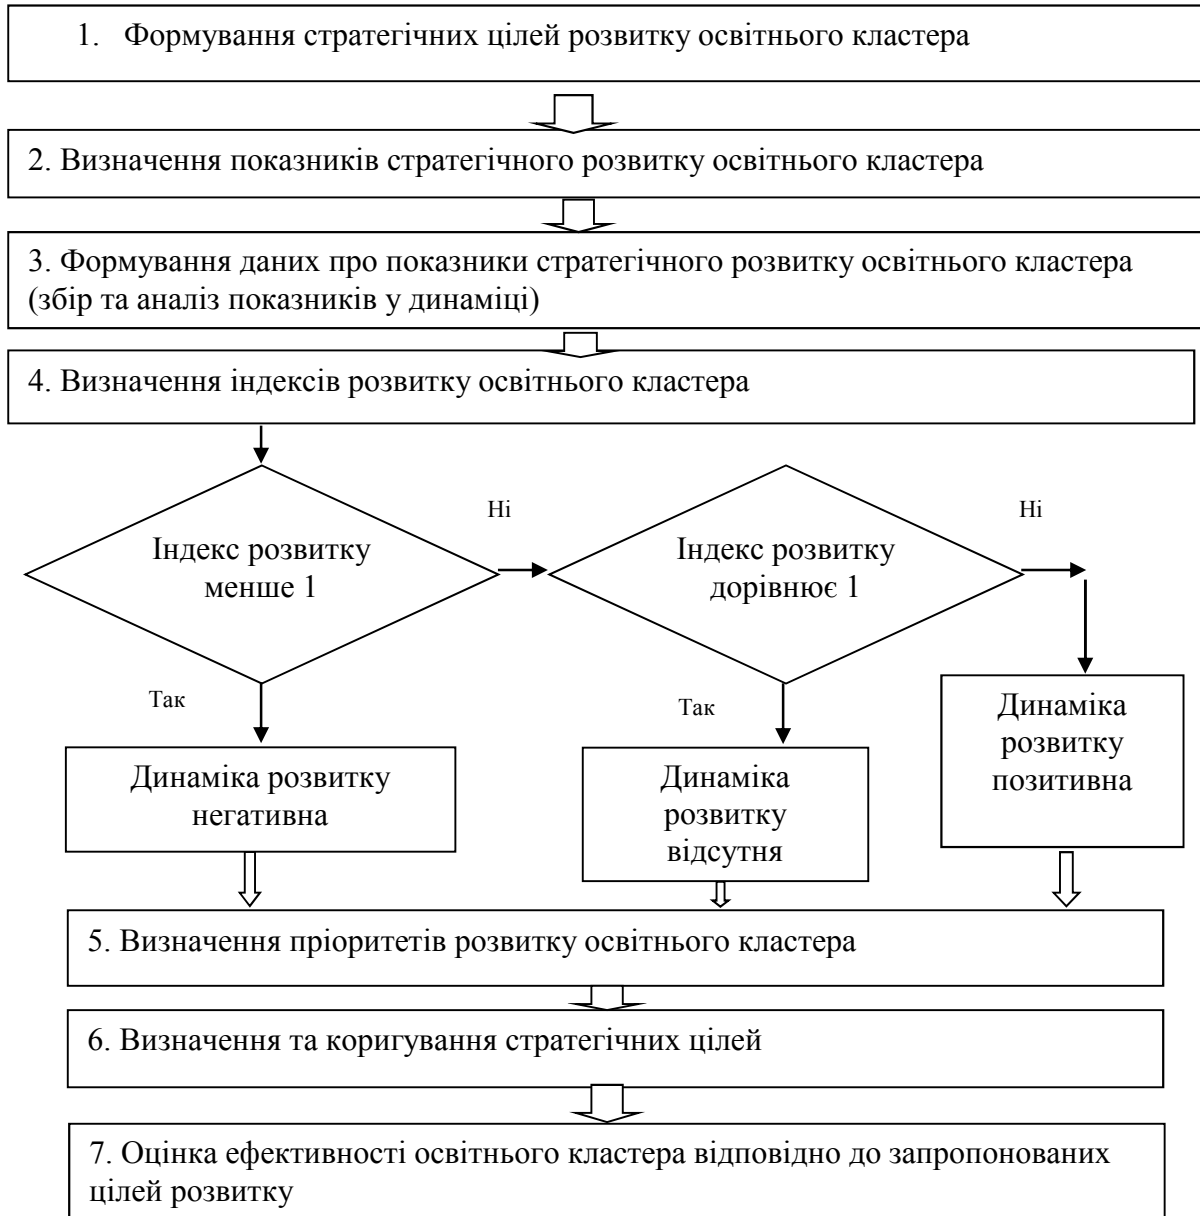 1. Формування стратегічних цілей розвитку освітнього кластера
2. Визначення показників стратегічного розвитку освітнього кластера
3. Формування даних про показники стратегічного розвитку освітнього кластера
(збір та аналіз показників у динаміці)
4. Визначення індексів розвитку освітнього кластера
Ні
Ні
Індекс розвитку
менше 1
Індекс розвитку
дорівнює 1
Так
Так
Динаміка розвитку
негативна
Динаміка
розвитку
відсутня
Динаміка
розвитку
позитивна
5. Визначення пріоритетів розвитку освітнього кластера
6. Визначення та коригування стратегічних цілей
7. Оцінка ефективності освітнього кластера відповідно до запропонованих
цілей розвитку